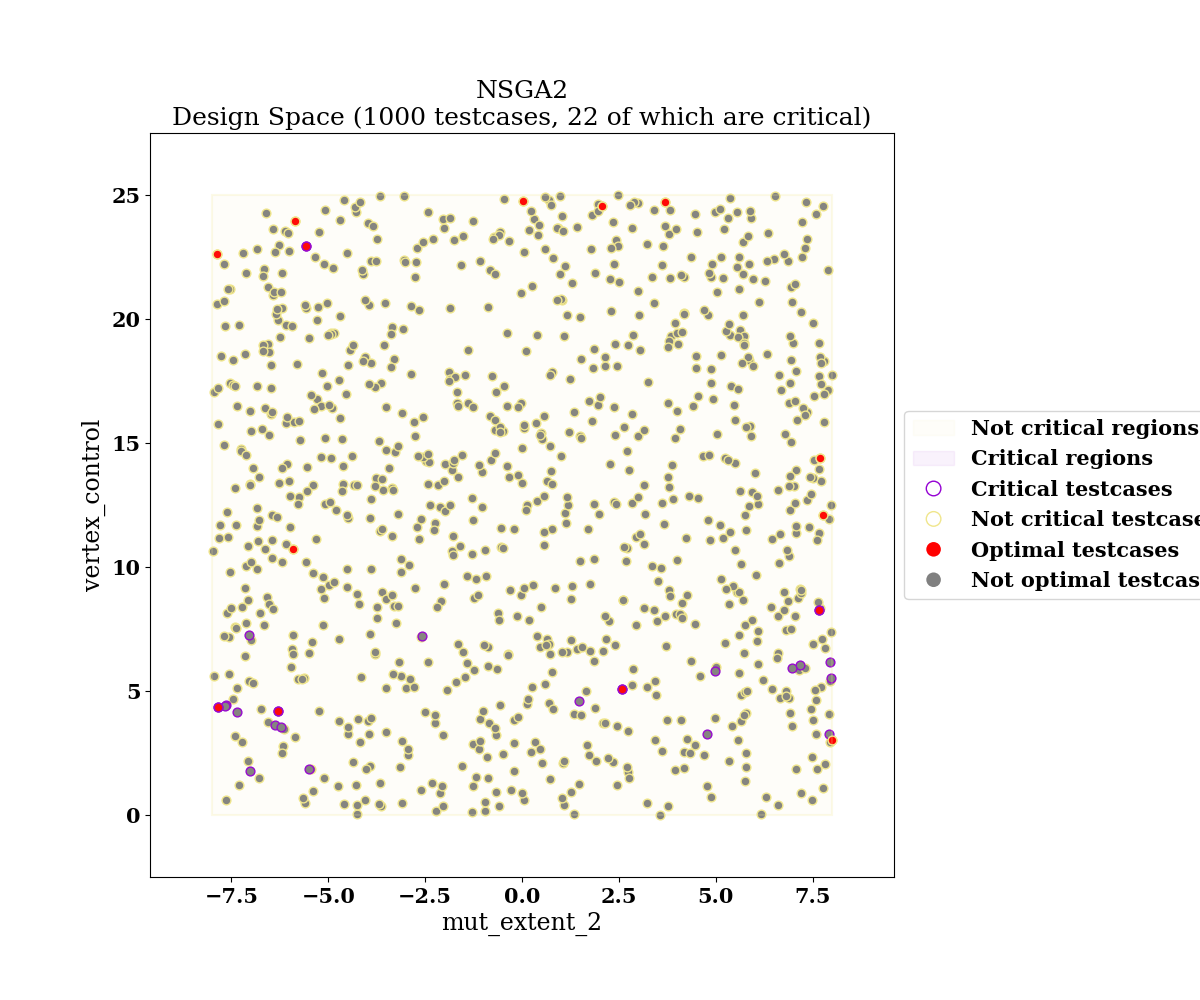 NSGA2
Design Space (1000 testcases, 22 of which are critical)
25
20
15
10
5
0
vertex_control
−7.5 −5.0 −2.5 0.0 2.5 5.0 7.5
mut_extent_2
Not critical regions
Critical regions
Critical testcases
Not critical testcase
Optimal testcases
Not optimal testcas